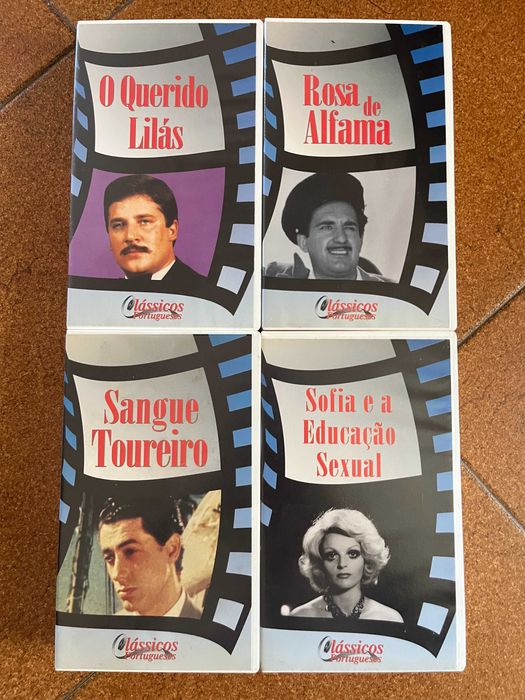 O Querido
Lilás
Clássicos
Portugueses
Rosa de
Alfama
Clássicos
Portugueses
Sangue
Toureiro
Clássicos
Portugueses
Sofia e a
Educação
Sexual
Clássicos
Portugueses